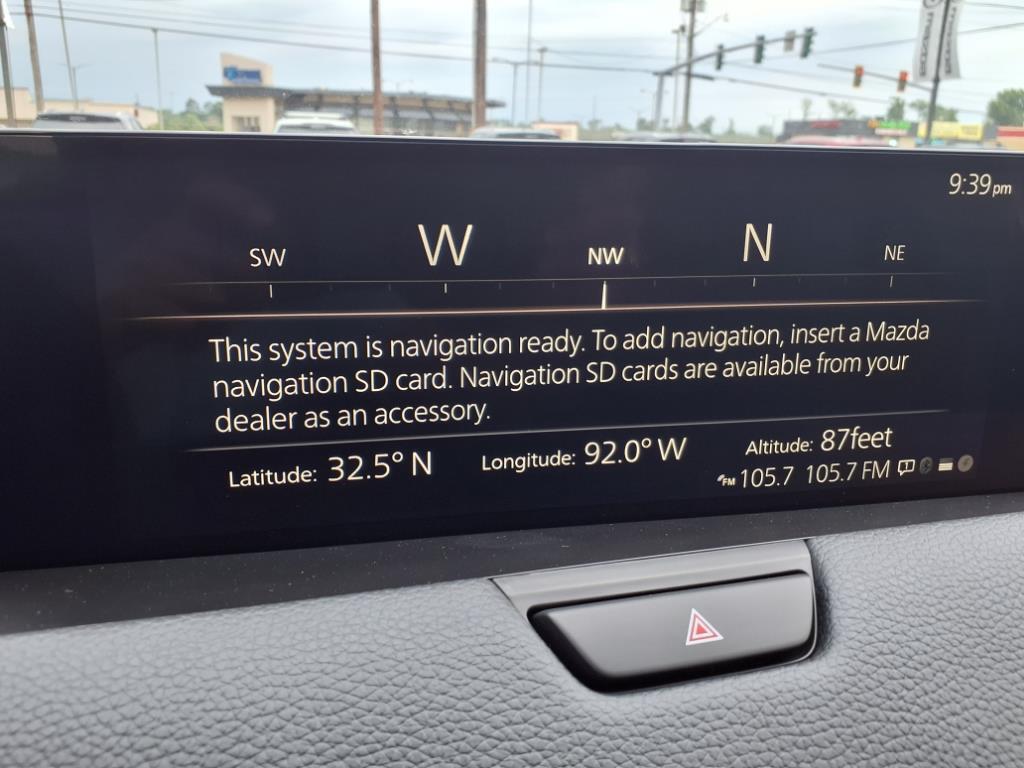 9:39pm
SW W NW N NE
This system is navigation ready. To add navigation, insert a Mazda
navigation SD card. Navigation SD cards are available from your
dealer as an accessory.
Latitude: 32.5° N Longitude: 92.0° W Altitude: 87feet
FM 105.7 105.7 FM